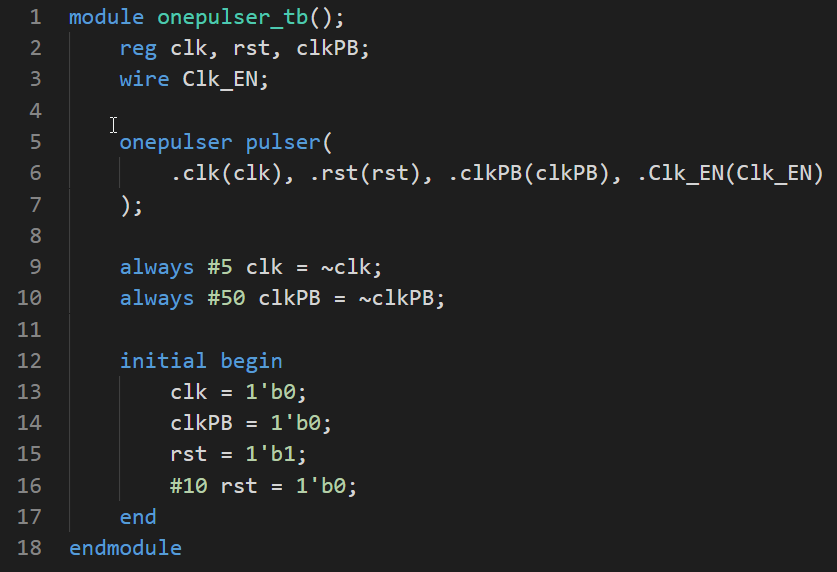 1 module onepulser_tb();
2     reg clk, rst, clkPB;
3     wire Clk_EN;
4
5     onepulser pulser(
6         .clk(clk), .rst(rst), .clkPB(clkPB), .Clk_EN(Clk_EN)
7     );
8
9     always #5 clk = ~clk;
10     always #50 clkPB = ~clkPB;
11
12     initial begin
13         clk = 1'b0;
14         clkPB = 1'b0;
15         rst = 1'b1;
16         #10 rst = 1'b0;
17     end
18 endmodule